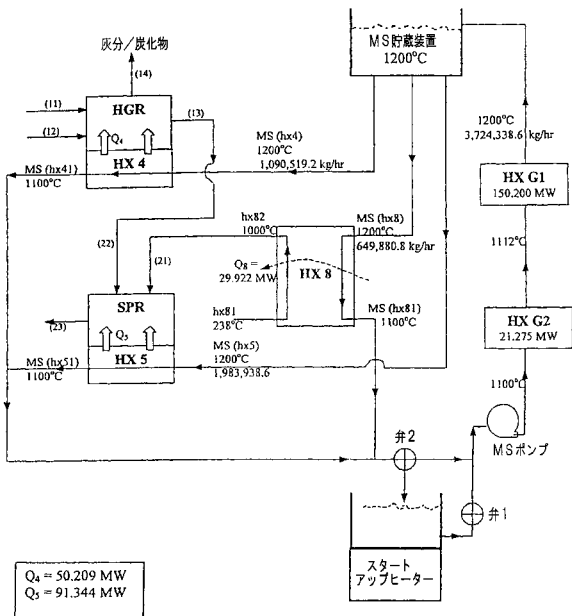 灰分／炭化物
(14)
(11)
(12)
HGR
(13)
Q4
HX 4
MS (hx41)
1100°C
MS (hx4)
1200°C
1,090,519.2 kg/hr
MS貯蔵装置
1200°C
1200°C
3,724,338.6 kg/hr
HX G1
150.200 MW
1112°C
HX G2
21.275 MW
1100°C
MSポンプ
(22)
(21)
hx82
1000°C
MS (hx8)
1200°C
649,880.8 kg/hr
Q8 =
29.922 MW
HX 8
hx81
238°C
MS (hx81)
1100°C
SPR
(23)
Q5
HX 5
MS (hx51)
1100°C
MS (hx5)
1200°C
1,983,938.6
弁2
弁1
スタート
アップヒーター
Q4 = 50.209 MW
Q5 = 91.344 MW